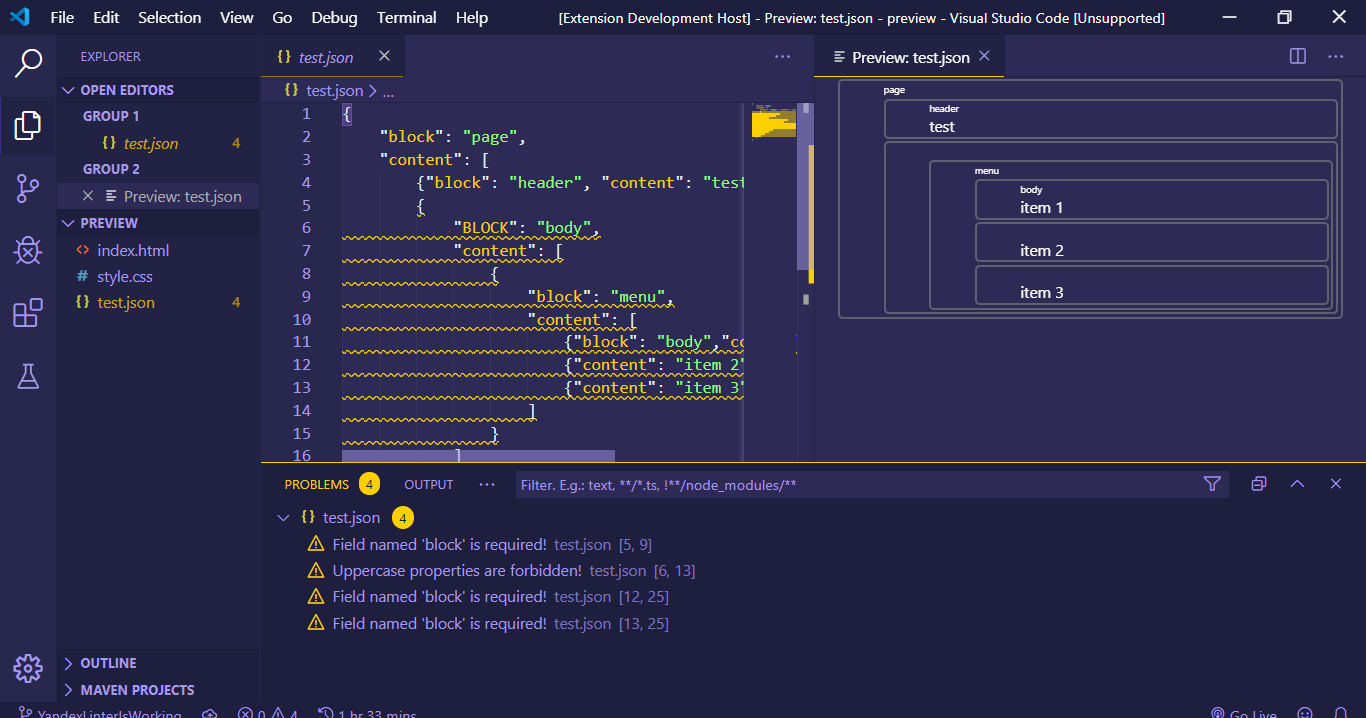 File Edit Selection View Go Debug Terminal Help
[Extension Development Host] - Preview: test.json - preview - Visual Studio Code [Unsupported]
EXPLORER
OPEN EDITORS
GROUP 1
{} test.json 4
GROUP 2
Preview: test.json
PREVIEW
<> index.html
# style.css
{} test.json 4
OUTLINE
MAVEN PROJECTS
{} test.json
{} test.json > ...
1 {
2 "block": "page",
3 "content": [
4 {"block": "header", "content": "test
5 {
6 "BLOCK": "body",
7 "content": [
8 {
9 "block": "menu",
10 "content": [
11 {"block": "body","co
12 {"content": "item 2"
13 {"content": "item 3"
14 ]
15 }
16 ]
Preview: test.json
page
header
test
menu
body
item 1
item 2
item 3
PROBLEMS 4 OUTPUT ...
Filter. E.g.: text, **/*.ts, !**/node_modules/**
{} test.json 4
Field named 'block' is required! test.json [5, 9]
Uppercase properties are forbidden! test.json [6, 13]
Field named 'block' is required! test.json [12, 25]
Field named 'block' is required! test.json [13, 25]
YandexLinterIsWorking 0 4 1 hr 33 mins Go Live